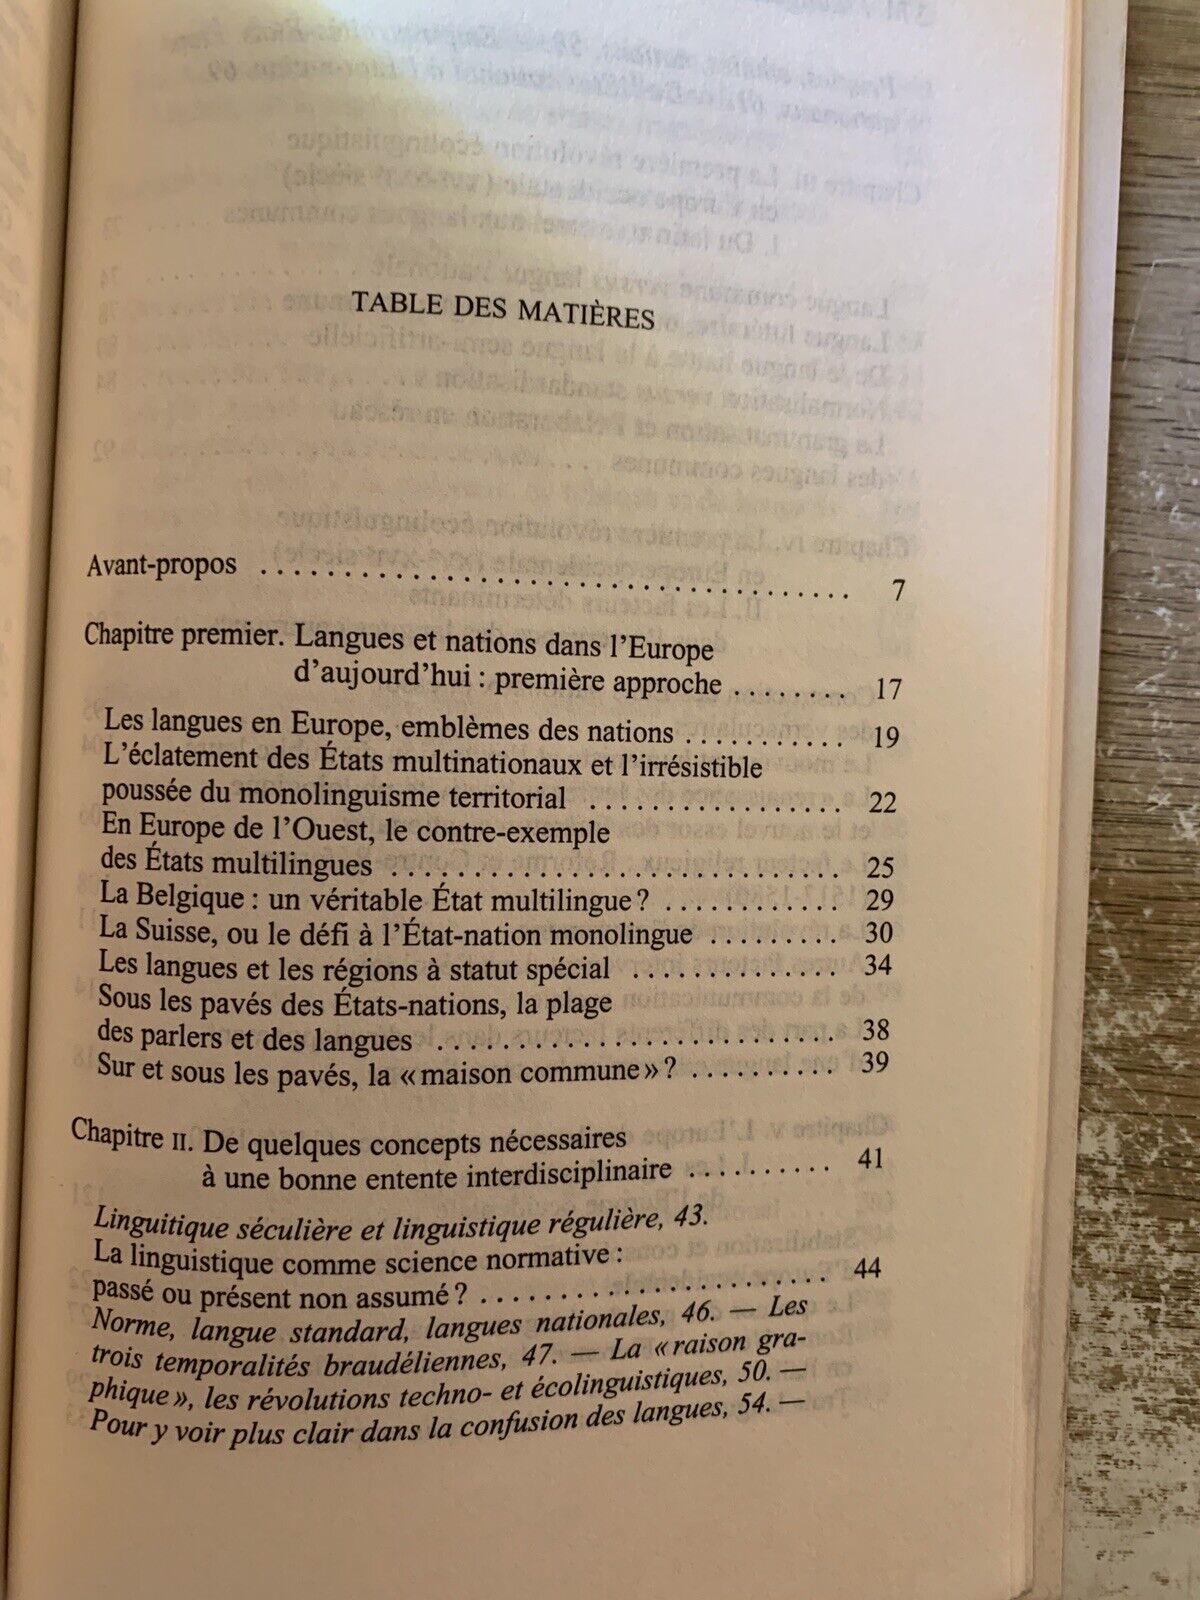 TABLE DES MATIÈRES
Avant-propos ................................... 7
Chapitre premier. Langues et nations dans l'Europe
d'aujourd'hui : première approche ........ 17
Les langues en Europe, emblèmes des nations ........... 19
L'éclatement des États multinationaux et l'irrésistible
poussée du monolinguisme territorial ................. 22
En Europe de l'Ouest, le contre-exemple
des États multilingues ............................ 25
La Belgique : un véritable État multilingue ? ............ 29
La Suisse, ou le défi à l'État-nation monolingue ......... 30
Les langues et les régions à statut spécial .............. 34
Sous les pavés des États-nations, la plage
des parlers et des langues .......................... 38
Sur et sous les pavés, la « maison commune » ? .......... 39
Chapitre II. De quelques concepts nécessaires
à une bonne entente interdisciplinaire .......... 41
Linguitique séculière et linguistique régulière, 43.
La linguistique comme science normative :
passé ou présent non assumé ? ....................... 44
Norme, langue standard, langues nationales, 46. — Les
trois temporalités braudéliennes, 47. — La « raison gra-
phique », les révolutions techno- et écolinguistiques, 50. —
Pour y voir plus clair dans la confusion des langues, 54. —